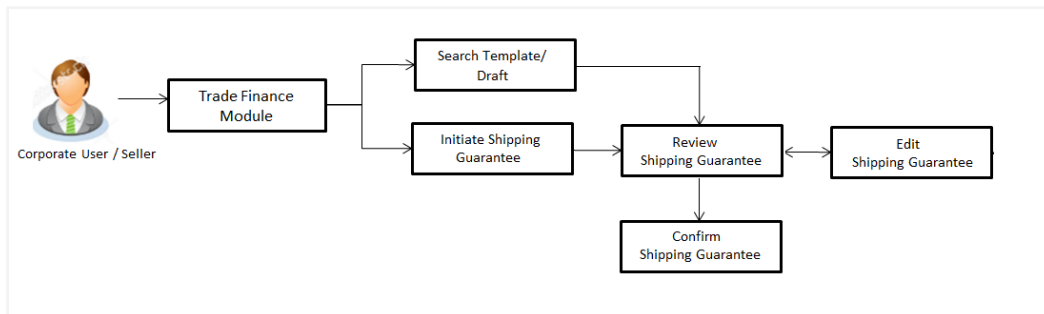 Search Template/
Draft
Trade Finance
Module
Corporate User / Seller
Initiate Shipping
Guarantee
Review
Shipping Guarantee
Edit
Shipping Guarantee
Confirm
Shipping Guarantee